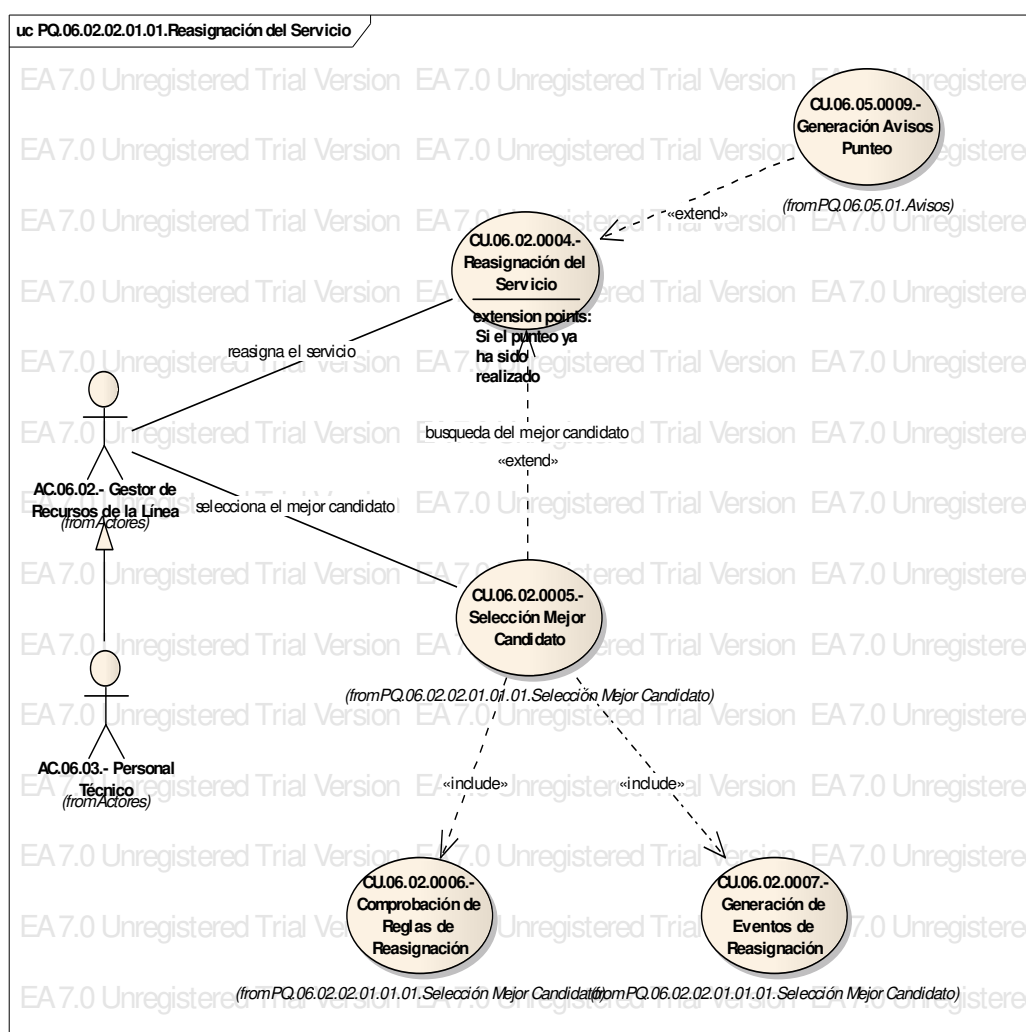 uc PQ.06.02.02.01.01.Reasignación del Servicio
EA 7.0 Unregistered Trial Version EA 7.0 Unregistered Trial Version EA 7.0 Unregistere
CU.06.05.0009.-
Generación Avisos
Punteo
(from PQ.06.05.01.Avisos)
«extend»
CU.06.02.0004.-
Reasignación del
Servicio
extension points:
Si el punteo ya
ha sido
realizado
reasigna el servicio
busqueda del mejor candidato
«extend»
AC.06.02.- Gestor de
Recursos de la Línea
(from Actores)
selecciona el mejor candidato
CU.06.02.0005.-
Selección Mejor
Candidato
(from PQ.06.02.02.01.01.01.Selección Mejor Candidato)
AC.06.03.- Personal
Técnico
(from Actores)
«include»
«include»
CU.06.02.0006.-
Comprobación de
Reglas de
Reasignación
(from PQ.06.02.02.01.01.01.Selección Mejor Candidato)
CU.06.02.0007.-
Generación de
Eventos de
Reasignación
(from PQ.06.02.02.01.01.01.Selección Mejor Candidato)